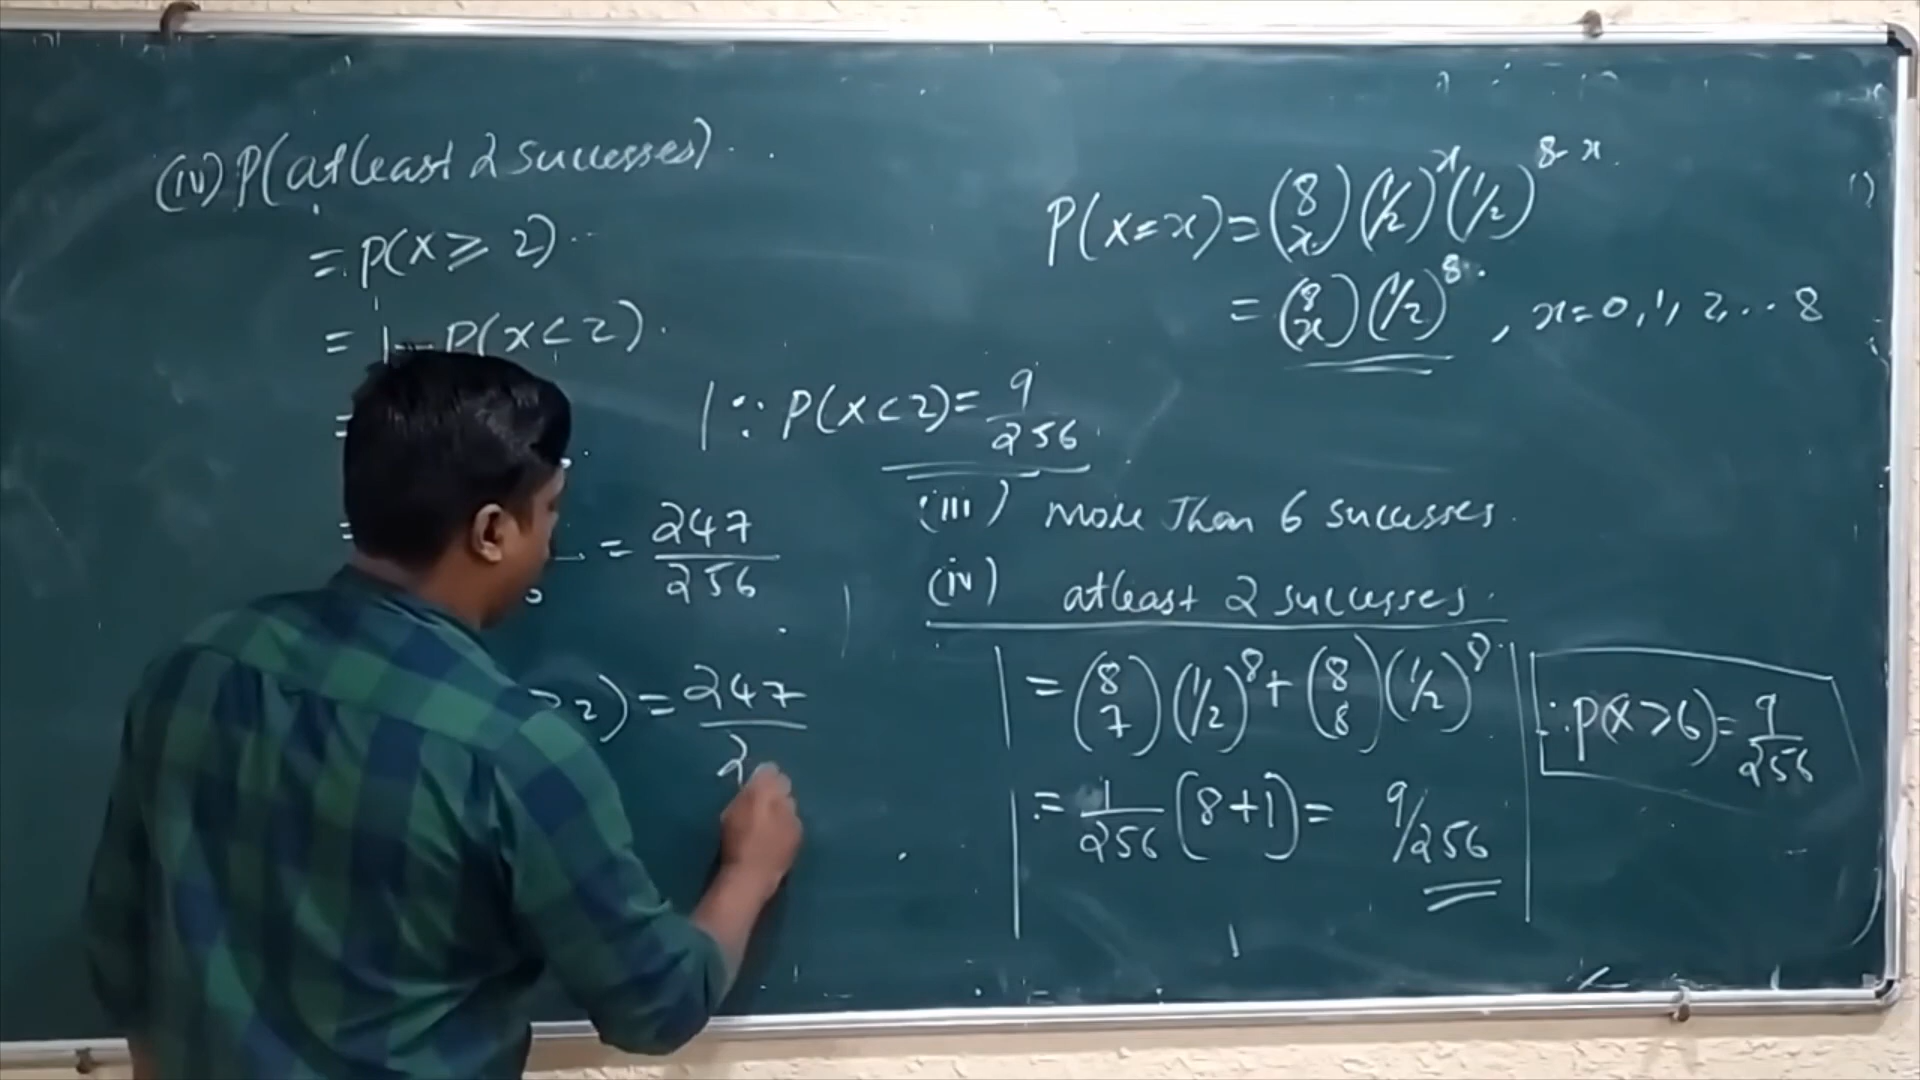 (iv) P(atleast 2 successes)
= P(X ≥ 2)
= 1 - P(X < 2)
=
= = 247/256
≥ 2) = 247/2
P(X = x) = (8 x) (1/2)^x (1/2)^8-x
= (8 x) (1/2)^8, x = 0, 1, 2, ... 8
∵ P(X < 2) = 9/256
(iii) more than 6 successes.
(iv) atleast 2 successes.
= (8 7) (1/2)^8 + (8 8) (1/2)^8
= 1/256 (8+1) = 9/256
∴ P(X > 6) = 9/256